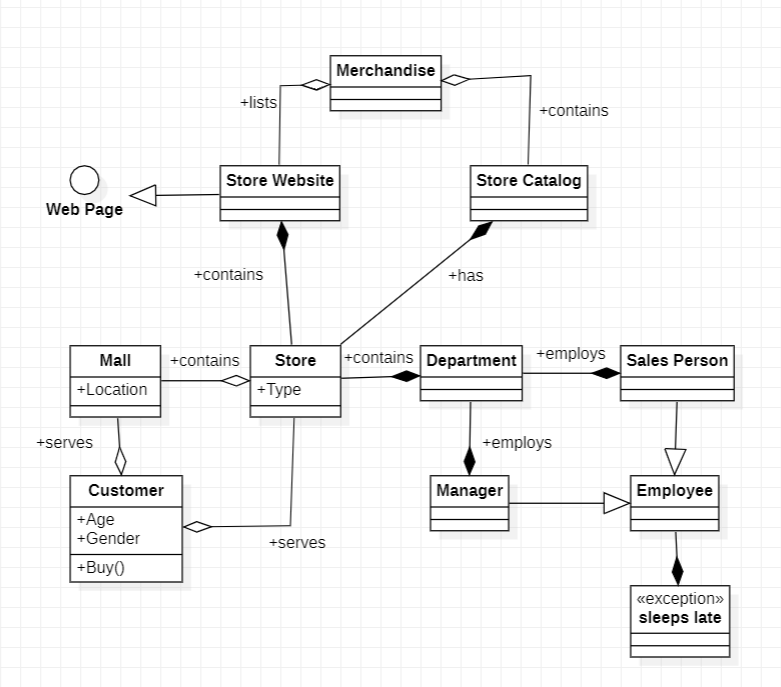 Merchandise
+lists
+contains
Store Website
Store Catalog
Web Page
+contains
+has
Mall
+Location
+contains
Store
+Type
+contains
Department
+employs
Sales Person
+serves
+employs
Customer
+Age
+Gender
+Buy()
Manager
Employee
+serves
«exception»
sleeps late